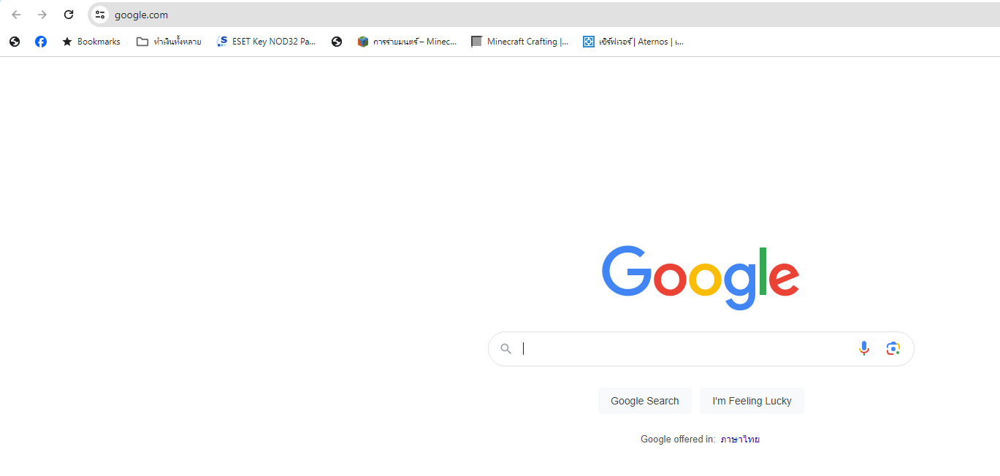 google.com
Bookmarks ทำเงินทั้งหลาย ESET Key NOD32 Pa... การร่ายมนตร์ – Minec... Minecraft Crafting |... เซิร์ฟเวอร์ | Aternos | เ...
Google
Google Search I'm Feeling Lucky
Google offered in: ภาษาไทย